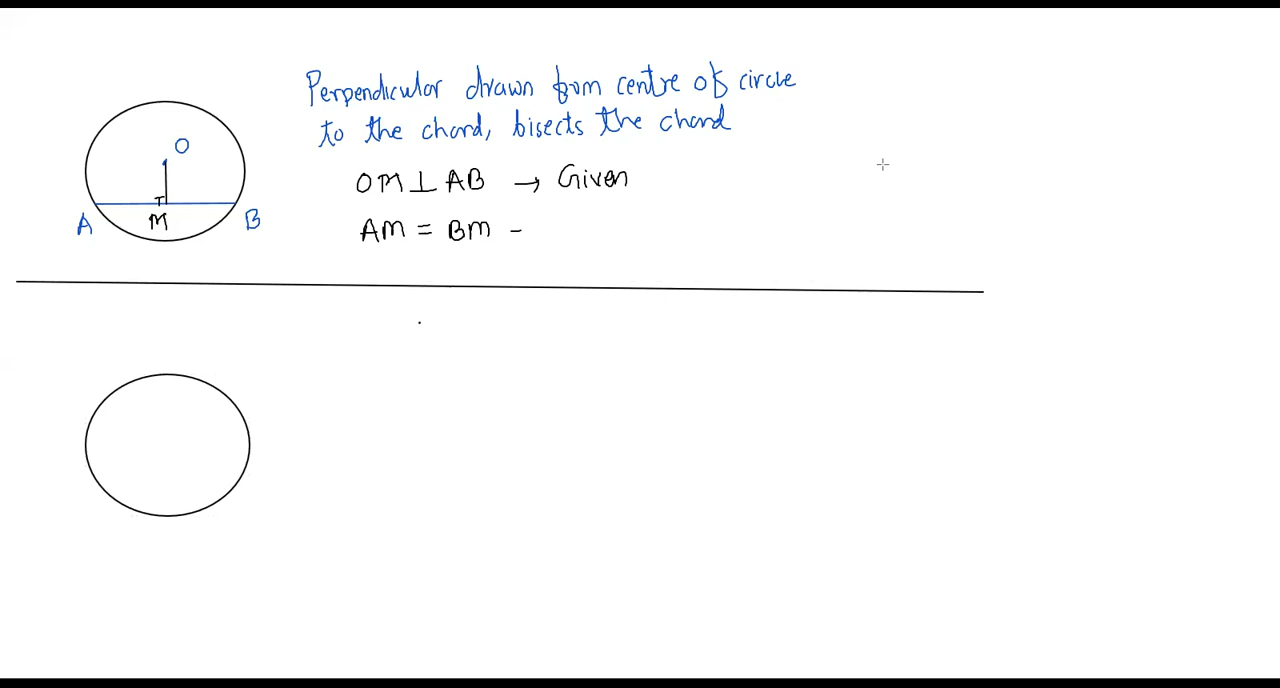 Perpendicular drawn from centre of circle
to the chord, bisects the chord
O
OM ⊥ AB → Given
A
M
B
AM = BM -